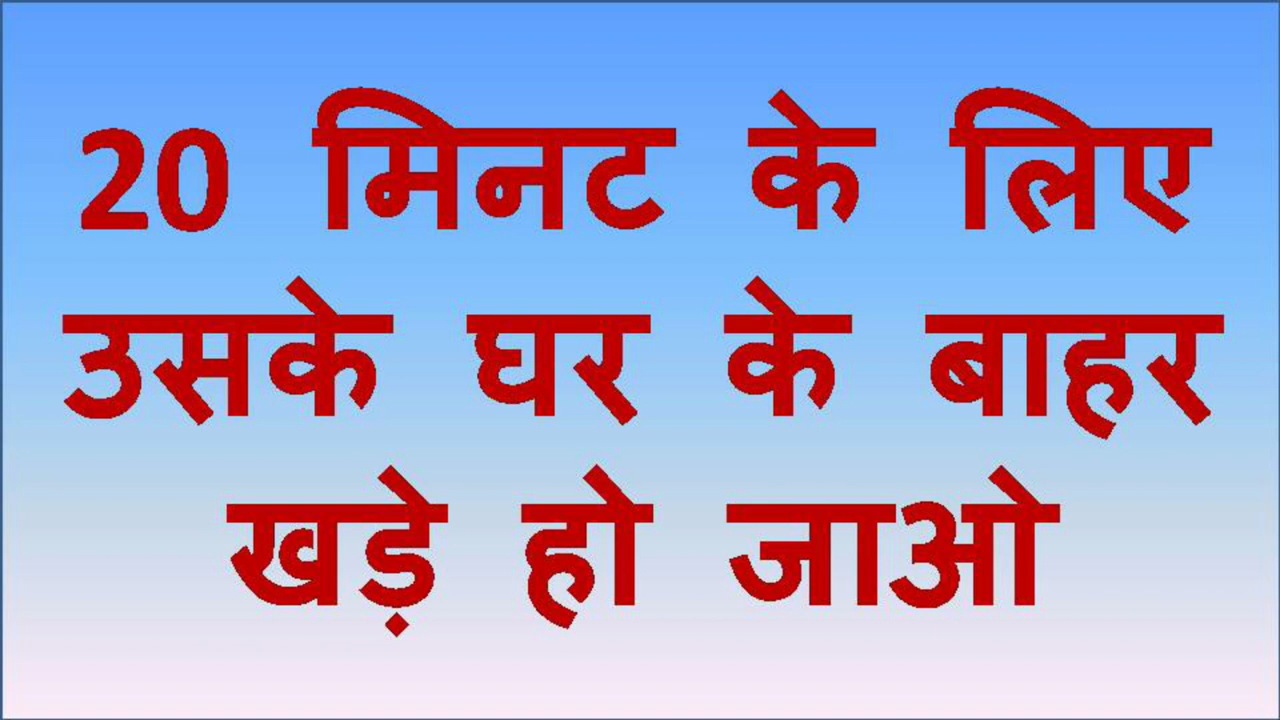 20 मिनट के लिए
उसके घर के बाहर
खड़े हो जाओ